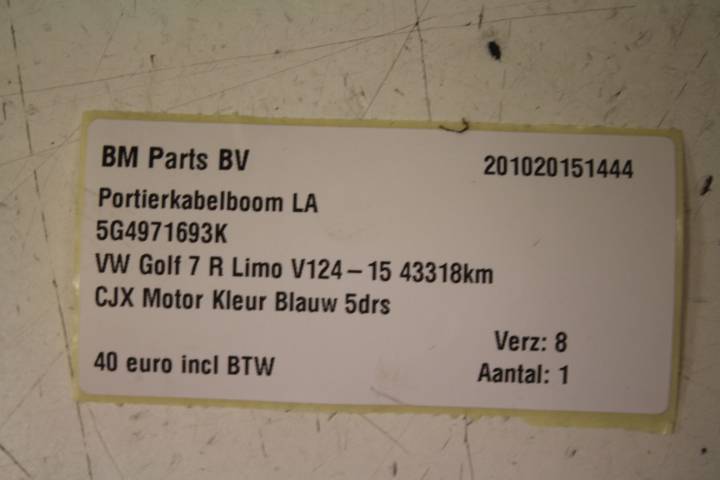 BM Parts BV 201020151444
Portierkabelboom LA
5G4971693K
VW Golf 7 R Limo V124-15 43318km
CJX Motor Kleur Blauw 5drs
Verz: 8
40 euro incl BTW Aantal: 1